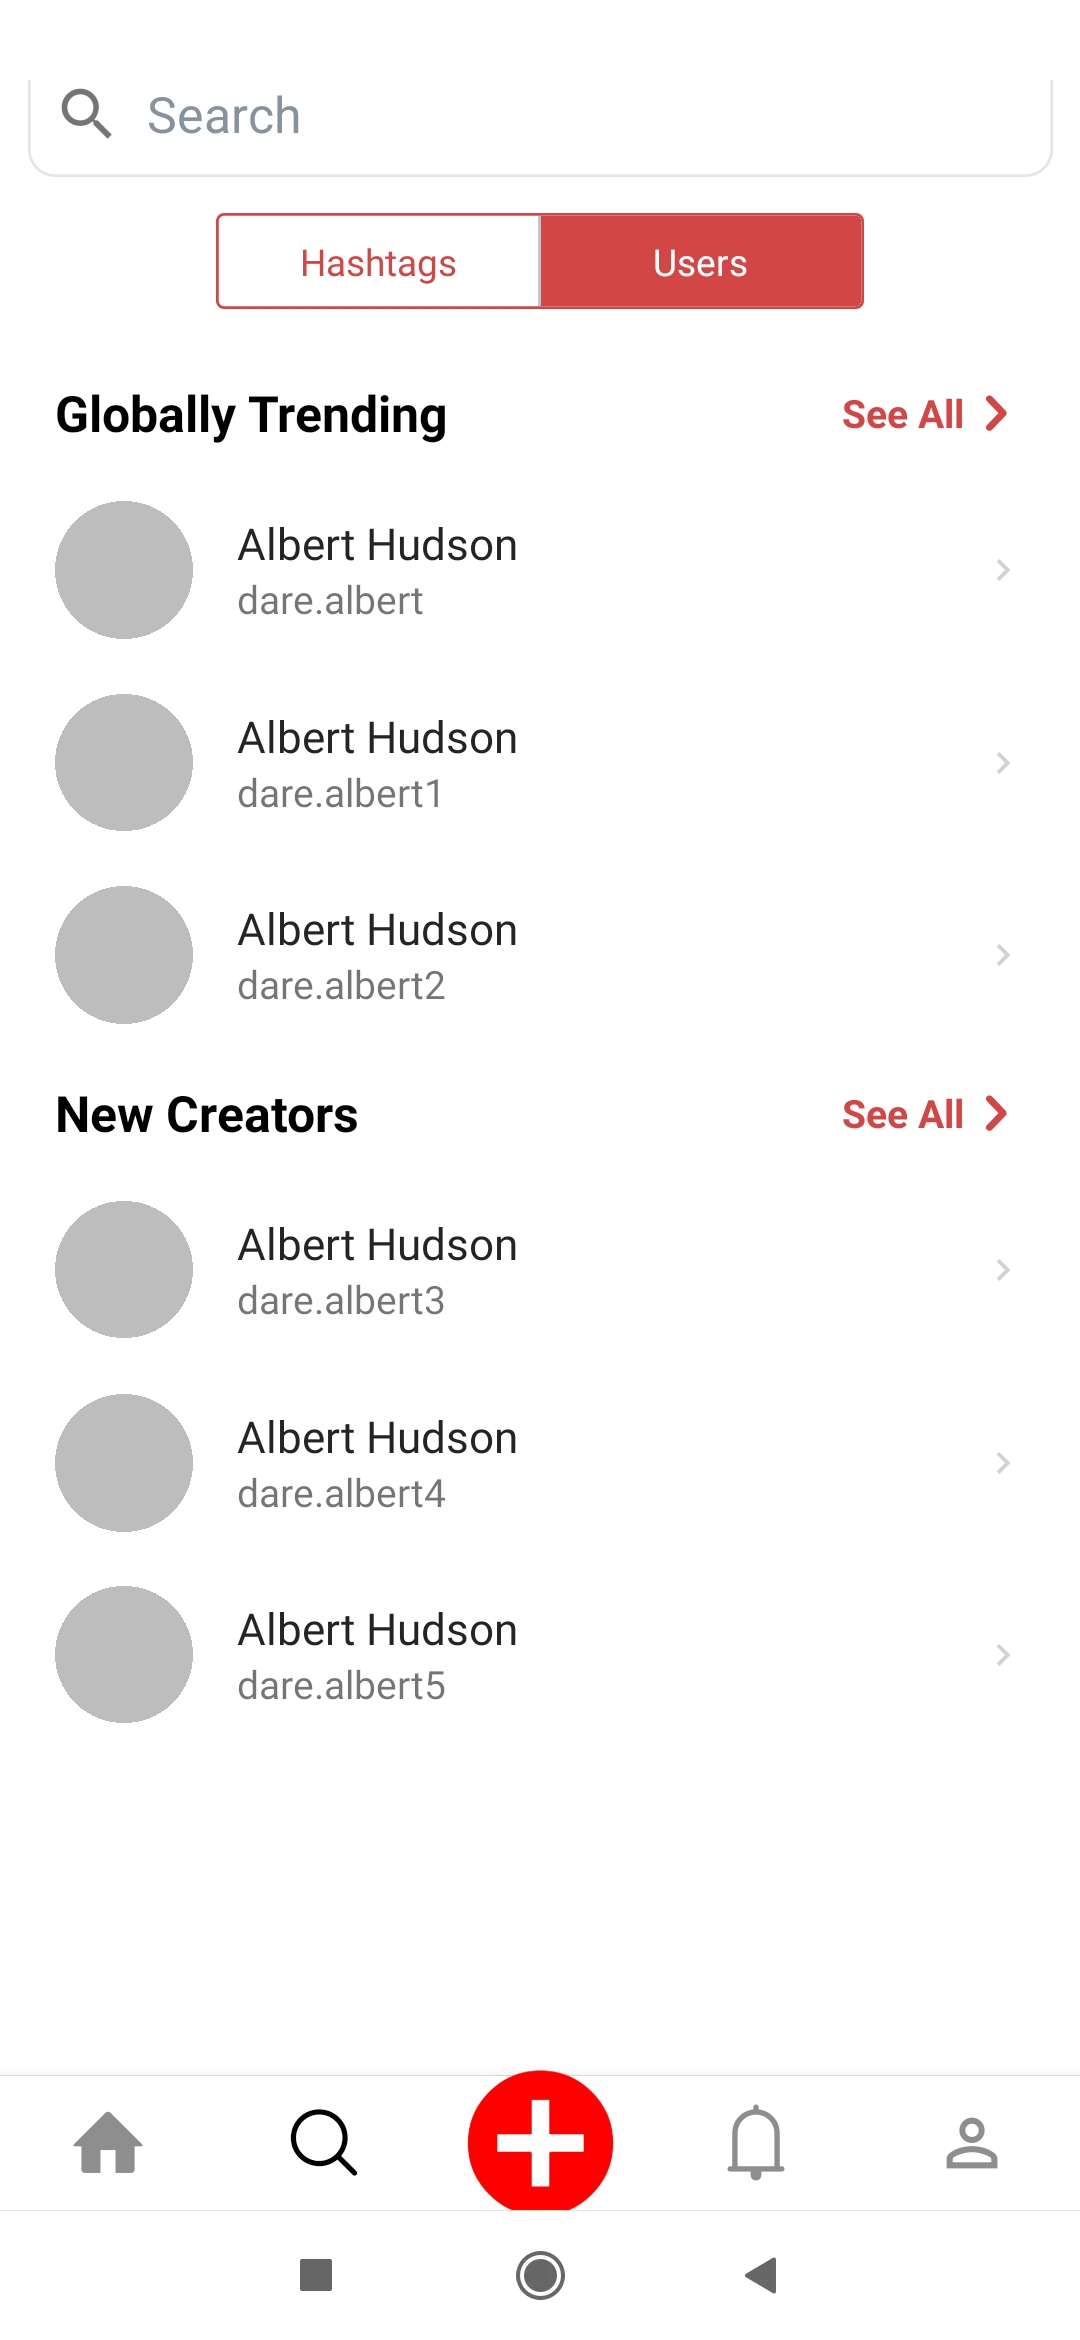 Search
Hashtags
Users
Globally Trending
See All
Albert Hudson
dare.albert
Albert Hudson
dare.albert1
Albert Hudson
dare.albert2
New Creators
See All
Albert Hudson
dare.albert3
Albert Hudson
dare.albert4
Albert Hudson
dare.albert5